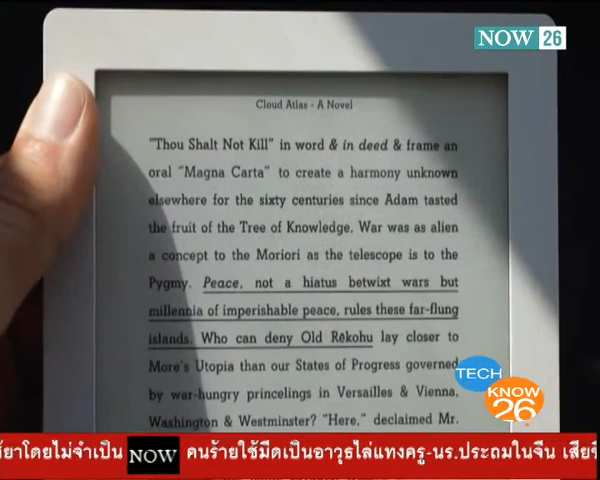 NOW 26
Cloud Atlas - A Novel
"Thou Shalt Not Kill" in word & in deed & frame an
oral "Magna Carta" to create a harmony unknown
elsewhere for the sixty centuries since Adam tasted
the fruit of the Tree of Knowledge. War was as alien
a concept to the Moriori as the telescope is to the
Pygmy. Peace, not a hiatus betwixt wars but
millennia of imperishable peace, rules these far-flung
islands. Who can deny Old Rēkohu lay closer to
More's Utopia than our States of Progress governed
by war-hungry princelings in Versailles & Vienna,
Washington & Westminster? "Here," declaimed Mr.
TECH
KNOW
26
ช้ยาโดยไม่จำเป็น NOW คนร้ายใช้มีดเป็นอาวุธไล่แทงครู-นร.ประถมในจีน เสียชี